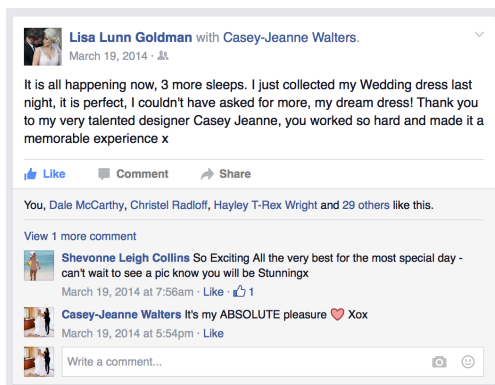 Lisa Lunn Goldman with Casey-Jeanne Walters.
March 19, 2014 ·
It is all happening now, 3 more sleeps. I just collected my Wedding dress last
night, it is perfect, I couldn't have asked for more, my dream dress! Thank you
to my very talented designer Casey Jeanne, you worked so hard and made it a
memorable experience x
Like Comment Share
You, Dale McCarthy, Christel Radloff, Hayley T-Rex Wright and 29 others like this.
View 1 more comment
Shevonne Leigh Collins So Exciting All the very best for the most special day -
can't wait to see a pic know you will be Stunningx
March 19, 2014 at 7:56am · Like · 1
Casey-Jeanne Walters It's my ABSOLUTE pleasure ❤ Xox
March 19, 2014 at 5:54pm · Like
Write a comment...